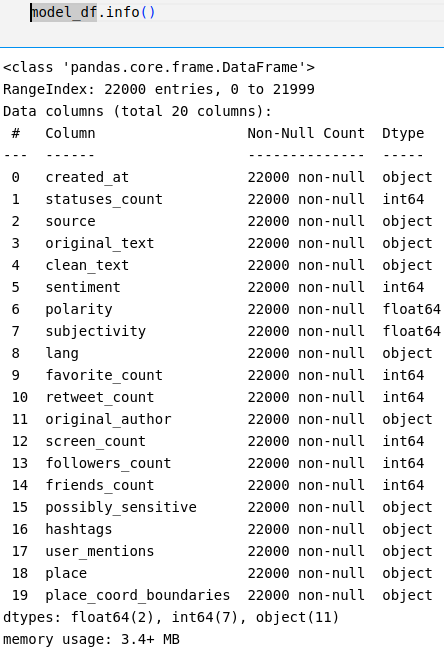 model_df.info()
<class 'pandas.core.frame.DataFrame'>
RangeIndex: 22000 entries, 0 to 21999
Data columns (total 20 columns):
 #   Column                   Non-Null Count  Dtype
---  ------                   --------------  -----
 0   created_at               22000 non-null  object
 1   statuses_count           22000 non-null  int64
 2   source                   22000 non-null  object
 3   original_text            22000 non-null  object
 4   clean_text               22000 non-null  object
 5   sentiment                22000 non-null  int64
 6   polarity                 22000 non-null  float64
 7   subjectivity             22000 non-null  float64
 8   lang                     22000 non-null  object
 9   favorite_count           22000 non-null  int64
 10  retweet_count            22000 non-null  int64
 11  original_author          22000 non-null  object
 12  screen_count             22000 non-null  int64
 13  followers_count          22000 non-null  int64
 14  friends_count            22000 non-null  int64
 15  possibly_sensitive       22000 non-null  object
 16  hashtags                 22000 non-null  object
 17  user_mentions            22000 non-null  object
 18  place                    22000 non-null  object
 19  place_coord_boundaries   22000 non-null  object
dtypes: float64(2), int64(7), object(11)
memory usage: 3.4+ MB